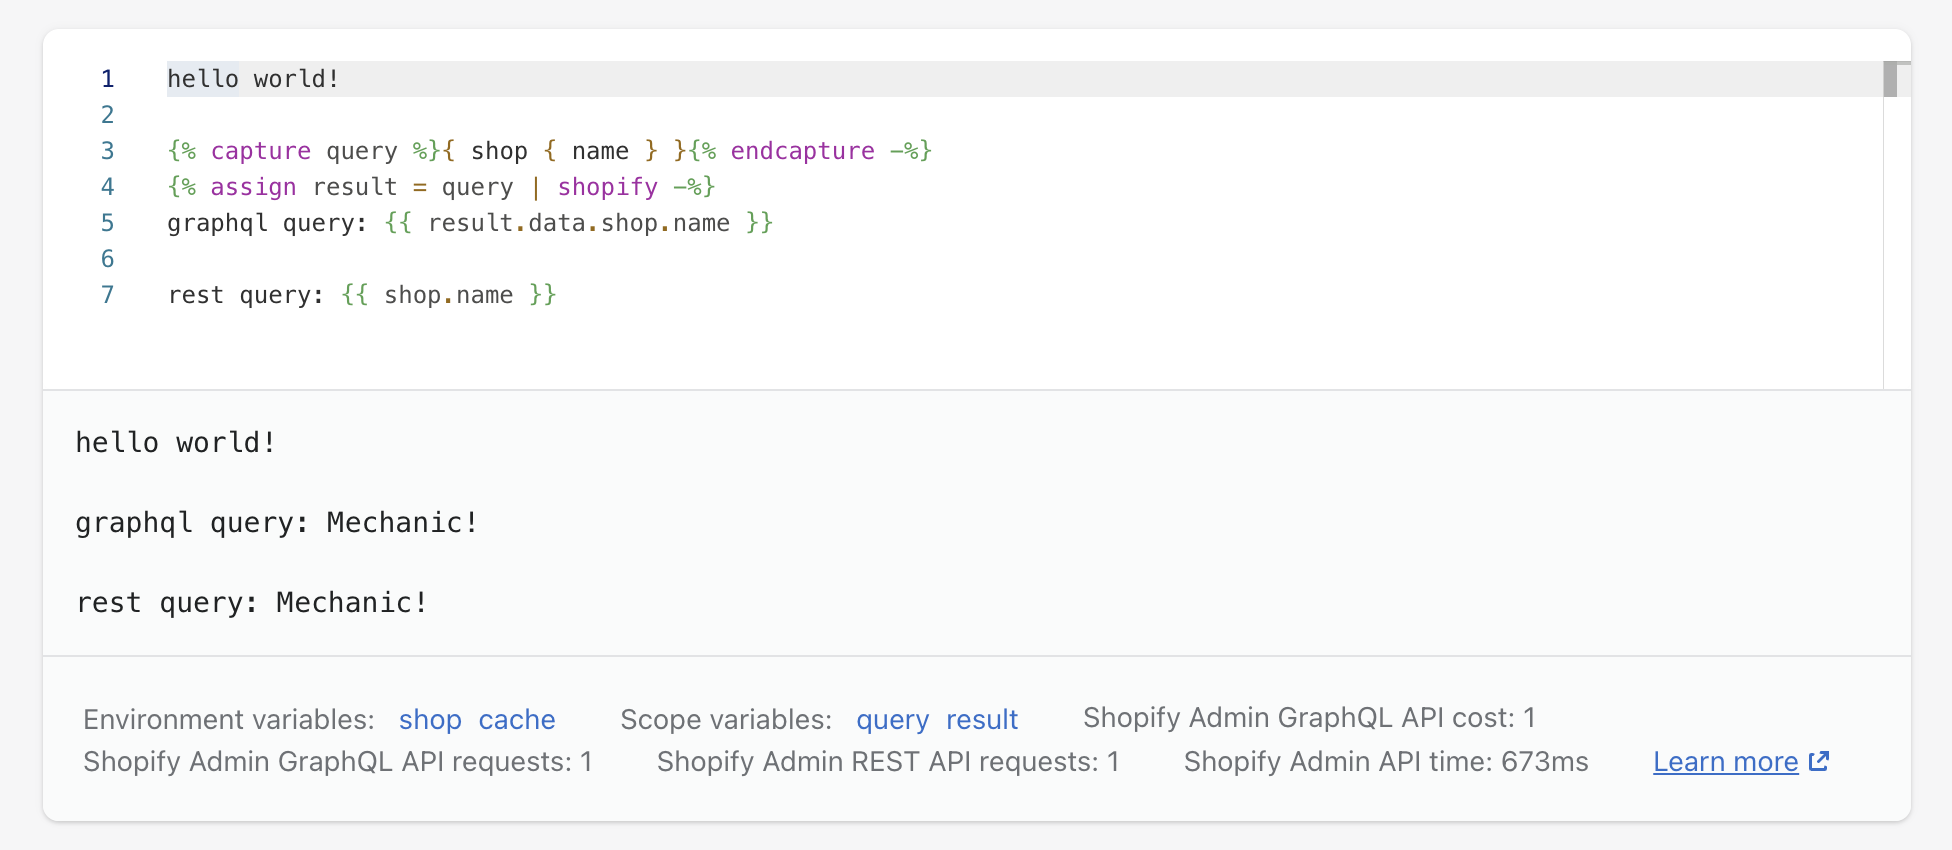 1 hello world!
2
3 {% capture query %}{ shop { name } }{% endcapture -%}
4 {% assign result = query | shopify -%}
5 graphql query: {{ result.data.shop.name }}
6
7 rest query: {{ shop.name }}
hello world!
graphql query: Mechanic!
rest query: Mechanic!
Environment variables: shop cache Scope variables: query result Shopify Admin GraphQL API cost: 1
Shopify Admin GraphQL API requests: 1 Shopify Admin REST API requests: 1 Shopify Admin API time: 673ms Learn more